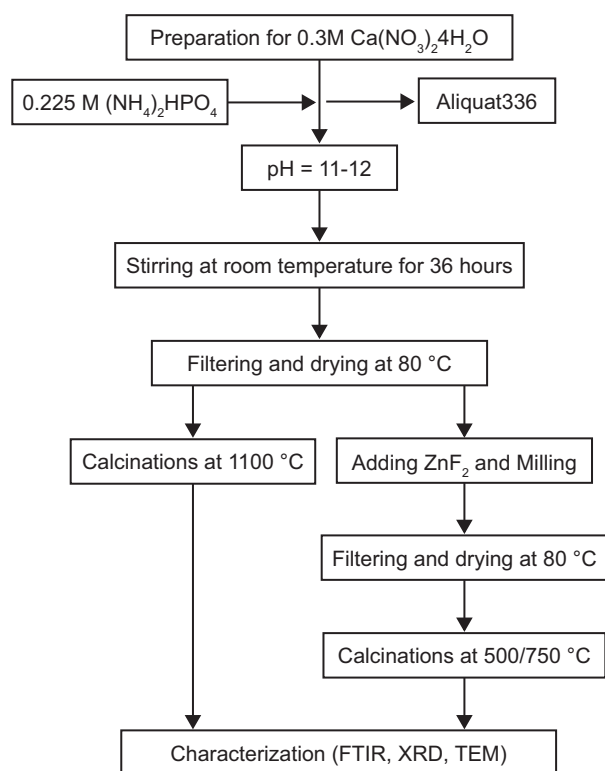 Preparation for 0.3M Ca(NO₃)₂4H₂O
0.225 M (NH₄)₂HPO₄
Aliquat336
pH = 11-12
Stirring at room temperature for 36 hours
Filtering and drying at 80 °C
Calcinations at 1100 °C
Adding ZnF₂ and Milling
Filtering and drying at 80 °C
Calcinations at 500/750 °C
Characterization (FTIR, XRD, TEM)